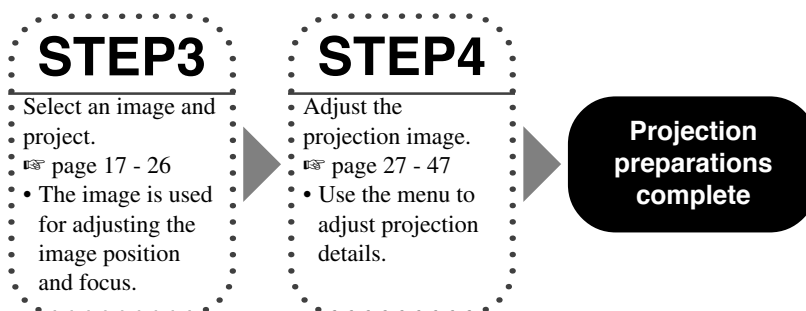 STEP3
Select an image and
project.
☞ page 17 - 26
• The image is used
for adjusting the
image position
and focus.
STEP4
Adjust the
projection image.
☞ page 27 - 47
• Use the menu to
adjust projection
details.
Projection
preparations
complete